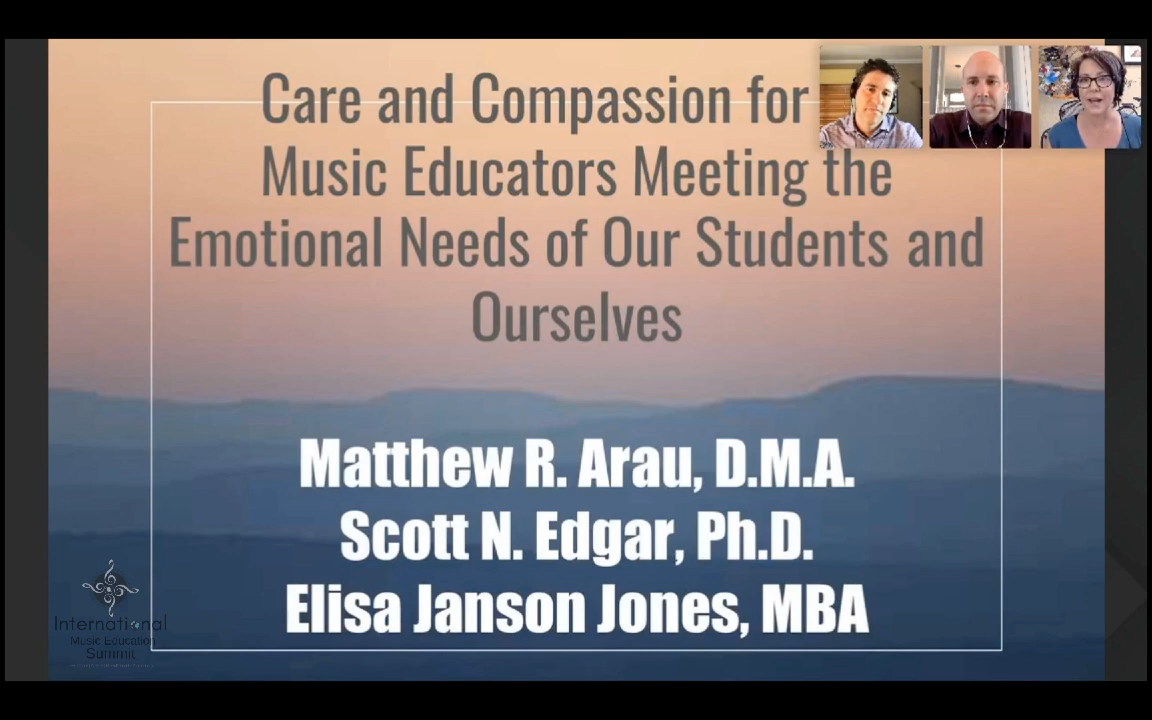 Care and Compassion for
Music Educators Meeting the
Emotional Needs of Our Students and
Ourselves
Matthew R. Arau, D.M.A.
Scott N. Edgar, Ph.D.
Elisa Janson Jones, MBA
International
Music Education
Summit